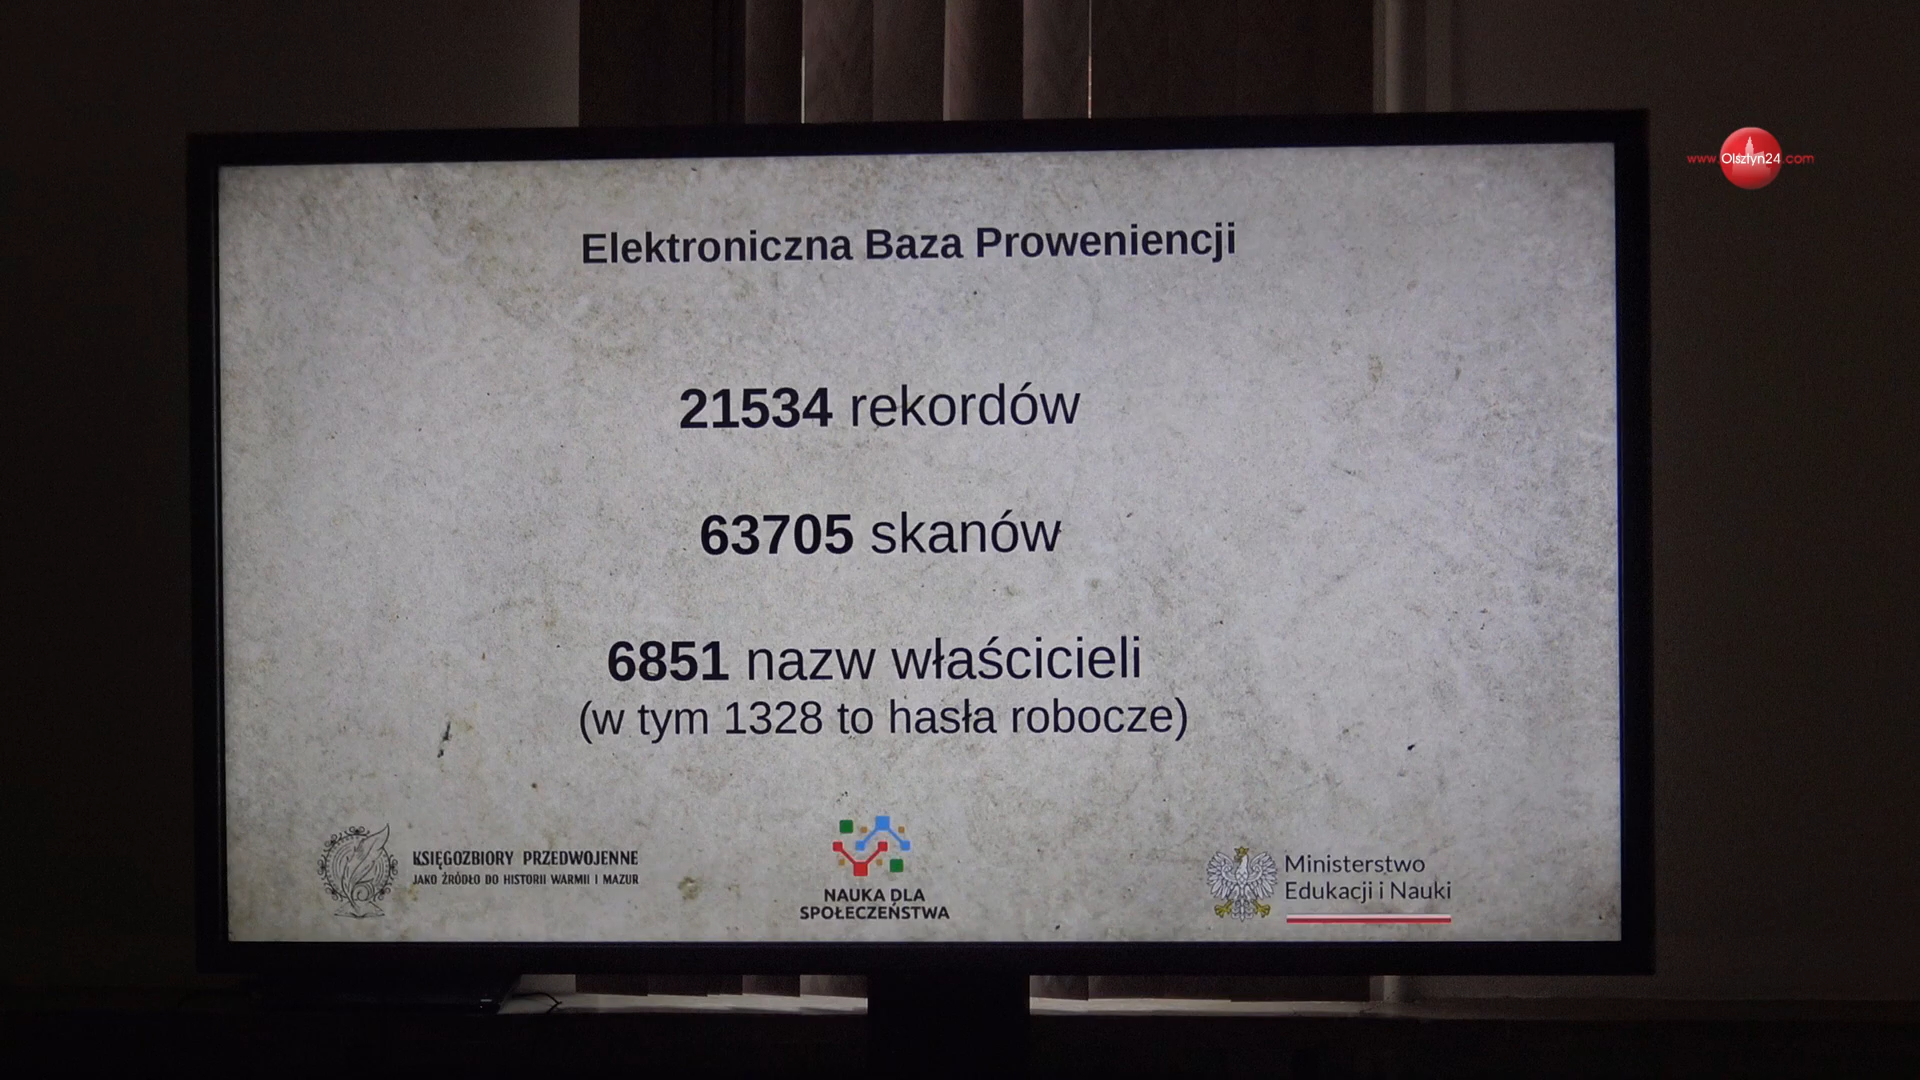 www.Olsztyn24.com
Elektroniczna Baza Proweniencji
21534 rekordów
63705 skanów
6851 nazw właścicieli
(w tym 1328 to hasła robocze)
KSIĘGOZBIORY PRZEDWOJENNE
JAKO ŹRÓDŁO DO HISTORII WARMII I MAZUR
NAUKA DLA
SPOŁECZEŃSTWA
Ministerstwo
Edukacji i Nauki